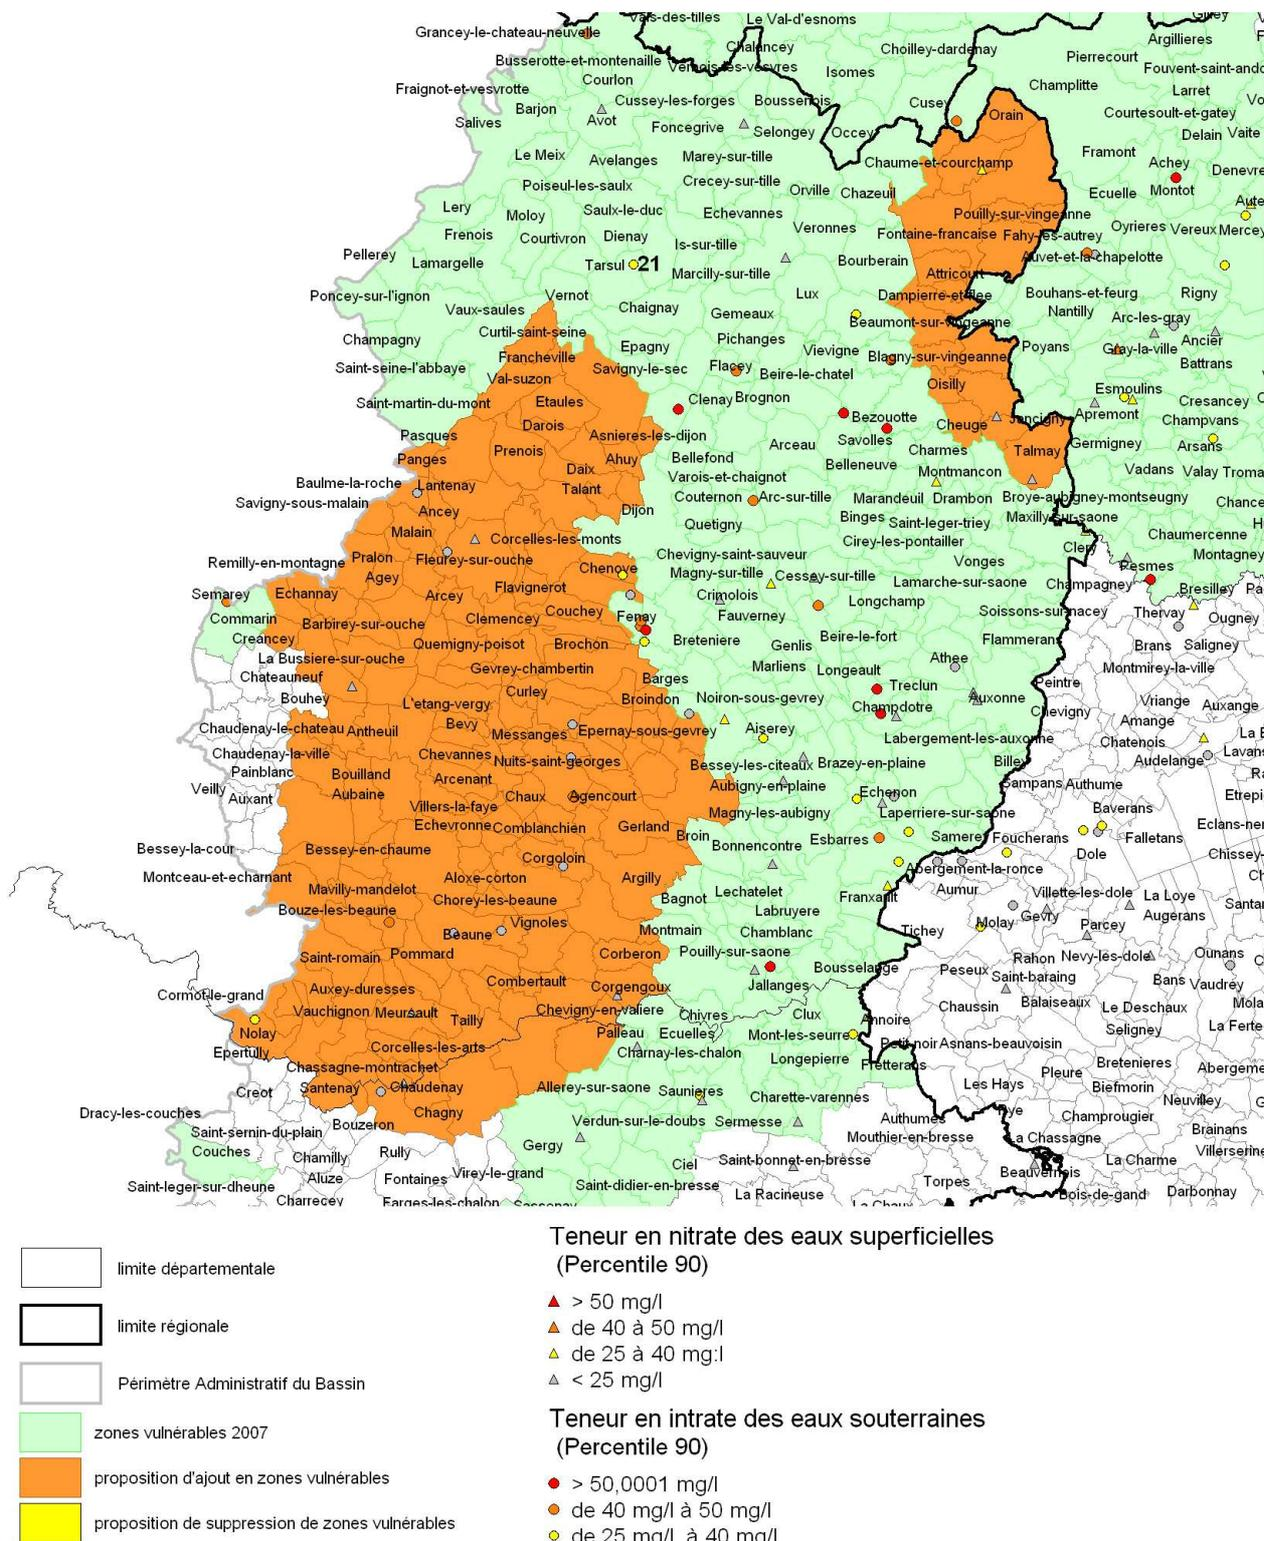 Grancey-le-chateau-neuvelle
Vals-des-tilles
Le Val-d'esnoms
Chalancey
Choilley-dardenay
Argillieres
Pierrecourt
Busserotte-et-montenaille
Vernois-les-vesvres
Isomes
Courlon
Fraignot-et-vesvrotte
Champlitte
Larret
Barjon
Cussey-les-forges
Boussenois
Cusey
Courtesoult-et-gatey
Salives
Avot
Foncegrive
Selongey
Occey
Orain
Delain
Vaite
Le Meix
Avelanges
Marey-sur-tille
Chaume-et-courchamp
Framont
Achey
Poiseul-les-saulx
Crecey-sur-tille
Orville
Chazeuil
Ecuelle
Montot
Lery
Moloy
Saulx-le-duc
Echevannes
Pouilly-sur-vingeanne
Frenois
Courtivron
Dienay
Is-sur-tille
Veronnes
Fontaine-francaise
Fahy-les-autrey
Oyrieres
Vereux
Pellerey
Lamargelle
Tarsul
21
Marcilly-sur-tille
Bourberain
Attricourt
Auvet-et-la-chapelotte
Poncey-sur-l'ignon
Vaux-saules
Vernot
Chaignay
Lux
Dampierre-et-flee
Bouhans-et-feurg
Rigny
Gemeaux
Nantilly
Arc-les-gray
Champagny
Curtil-saint-seine
Pichanges
Beaumont-sur-vingeanne
Ancier
Epagny
Vievigne
Poyans
Gray-la-ville
Saint-seine-l'abbaye
Francheville
Savigny-le-sec
Flacey
Beire-le-chatel
Blagny-sur-vingeanne
Battrans
Val-suzon
Oisilly
Esmoulins
Saint-martin-du-mont
Etaules
Clenay
Brognon
Apremont
Cresancey
Pasques
Darois
Asnieres-les-dijon
Bezouotte
Cheuge
Jancigny
Champvans
Panges
Prenois
Ahuy
Bellefond
Arceau
Savolles
Charmes
Talmay
Germigney
Arsans
Baulme-la-roche
Lantenay
Daix
Talant
Varois-et-chaignot
Belleneuve
Montmancon
Vadans
Valay
Savigny-sous-malain
Ancey
Dijon
Couternon
Arc-sur-tille
Marandeuil
Drambon
Broye-aubigney-montseugny
Malain
Corcelles-les-monts
Quetigny
Binges
Saint-leger-triey
Maxilly-sur-saone
Remilly-en-montagne
Pralon
Fleurey-sur-ouche
Chevigny-saint-sauveur
Cirey-les-pontailler
Clery
Chaumercenne
Agey
Chenove
Magny-sur-tille
Cessey-sur-tille
Vonges
Pesmes
Montagney
Semarey
Echannay
Arcey
Flavignerot
Crimolois
Lamarche-sur-saone
Champagney
Bresilley
Commarin
Barbirey-sur-ouche
Clemencey
Couchey
Fenay
Fauverney
Longchamp
Soissons-sur-nacey
Thervay
Ougney
Creancey
Quemigny-poisot
Brochon
Breteniere
Genlis
Beire-le-fort
Flammerans
Brans
Saligney
La Bussiere-sur-ouche
Gevrey-chambertin
Marliens
Longeault
Athee
Montmirey-la-ville
Chateauneuf
Barges
Treclun
Peintre
Bouhey
L'etang-vergy
Curley
Broindon
Noiron-sous-gevrey
Champdotre
Auxonne
Chevigny
Vriange
Auxange
Chaudenay-le-chateau
Antheuil
Bevy
Messanges
Epernay-sous-gevrey
Aiserey
Labergement-les-auxonne
Amange
Chatenois
Chaudenay-la-ville
Chevannes
Nuits-saint-georges
Bessey-les-citeaux
Brazey-en-plaine
Billey
Audelange
Painblanc
Bouilland
Arcenant
Aubigny-en-plaine
Sampans
Authume
Veilly
Auxant
Aubaine
Villers-la-faye
Chaux
Agencourt
Magny-les-aubigny
Echenon
Laperriere-sur-saone
Baverans
Echevronne
Comblanchien
Gerland
Broin
Esbarres
Samerey
Foucherans
Falletans
Bessey-la-cour
Bessey-en-chaume
Corgoloin
Bonnencontre
Abergement-la-ronce
Dole
Montceau-et-echarnant
Mavilly-mandelot
Aloxe-corton
Argilly
Lechatelet
Aumur
Villette-les-dole
La Loye
Bouze-les-beaune
Chorey-les-beaune
Bagnot
Labruyere
Franxault
Gevry
Augerans
Beaune
Vignoles
Montmain
Chamblanc
Tichey
Molay
Parcey
Saint-romain
Pommard
Corberon
Pouilly-sur-saone
Rahon
Nevy-les-dole
Ounans
Cormot-le-grand
Auxey-duresses
Combertault
Corgengoux
Jallanges
Bousselange
Peseux
Saint-baraing
Bans
Vaudrey
Vauchignon
Meursault
Tailly
Chevigny-en-valiere
Chivres
Clux
Annoire
Chaussin
Balaiseaux
Le Deschaux
Nolay
Palleau
Ecuelles
Mont-les-seurre
Seligney
Epertully
Corcelles-les-arts
Charnay-les-chalon
Longepierre
Petit-noir
Asnans-beauvoisin
Chassagne-montrachet
Fretterans
Pleure
Bretenieres
Creot
Santenay
Chaudenay
Allerey-sur-saone
Saunieres
Charette-varennes
Les Hays
Biefmorin
Dracy-les-couches
Chagny
Verdun-sur-le-doubs
Sermesse
Authumes
Rye
Champrougier
Neuvilley
Saint-sernin-du-plain
Bouzeron
Mouthier-en-bresse
La Chassagne
Brainans
Couches
Chamilly
Rully
Gergy
Ciel
Saint-bonnet-en-bresse
Beauvernois
La Charme
Aluze
Fontaines
Virey-le-grand
Saint-didier-en-bresse
Torpes
Saint-leger-sur-dheune
Charrecey
Farges-les-chalon
Sassenay
La Racineuse
La Chaux
Bois-de-gand
Darbonnay
limite départementale
limite régionale
Périmètre Administratif du Bassin
zones vulnérables 2007
proposition d'ajout en zones vulnérables
proposition de suppression de zones vulnérables
Teneur en nitrate des eaux superficielles
(Percentile 90)
> 50 mg/l
de 40 à 50 mg/l
de 25 à 40 mg:l
< 25 mg/l
Teneur en intrate des eaux souterraines
(Percentile 90)
> 50,0001 mg/l
de 40 mg/l à 50 mg/l
de 25 mg/L à 40 mg/l